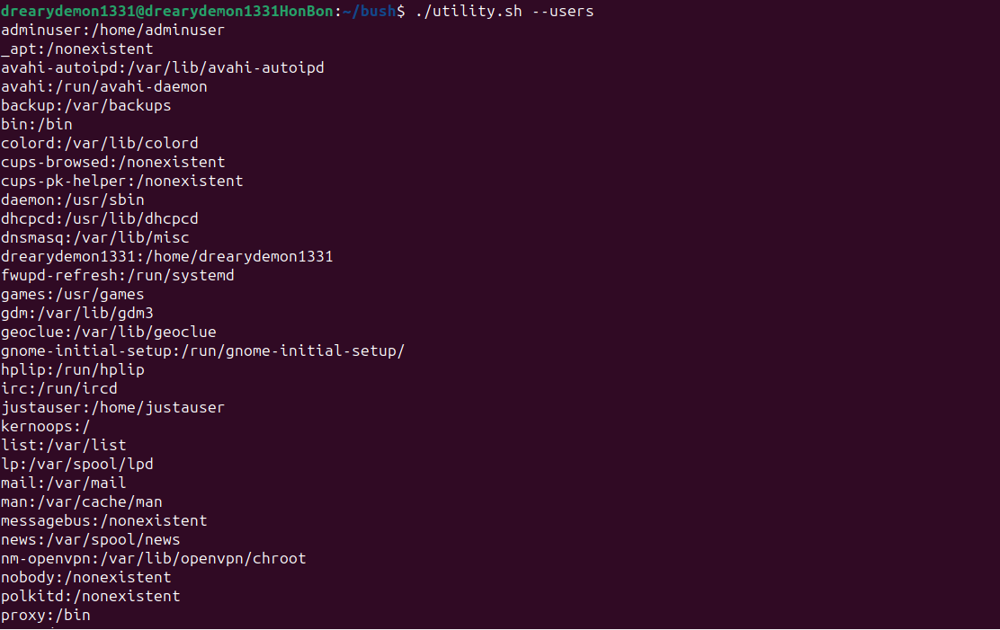 drearydemon1331@drearydemon1331HonBon:~/bush$ ./utility.sh --users
adminuser:/home/adminuser
_apt:/nonexistent
avahi-autoipd:/var/lib/avahi-autoipd
avahi:/run/avahi-daemon
backup:/var/backups
bin:/bin
colord:/var/lib/colord
cups-browsed:/nonexistent
cups-pk-helper:/nonexistent
daemon:/usr/sbin
dhcpcd:/usr/lib/dhcpcd
dnsmasq:/var/lib/misc
drearydemon1331:/home/drearydemon1331
fwupd-refresh:/run/systemd
games:/usr/games
gdm:/var/lib/gdm3
geoclue:/var/lib/geoclue
gnome-initial-setup:/run/gnome-initial-setup/
hplip:/run/hplip
irc:/run/ircd
justauser:/home/justauser
kernoops:/
list:/var/list
lp:/var/spool/lpd
mail:/var/mail
man:/var/cache/man
messagebus:/nonexistent
news:/var/spool/news
nm-openvpn:/var/lib/openvpn/chroot
nobody:/nonexistent
polkitd:/nonexistent
proxy:/bin